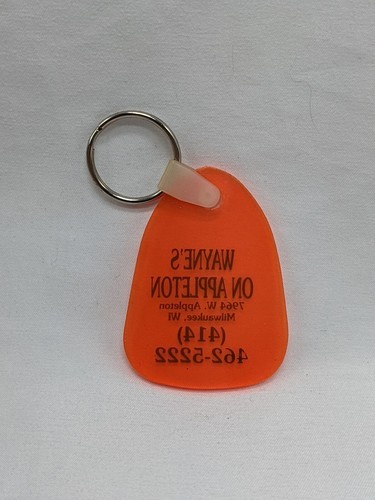 WAYNE'S
ON APPLETON
7964 W. Appleton
Milwaukee, WI
(414)
462-5222